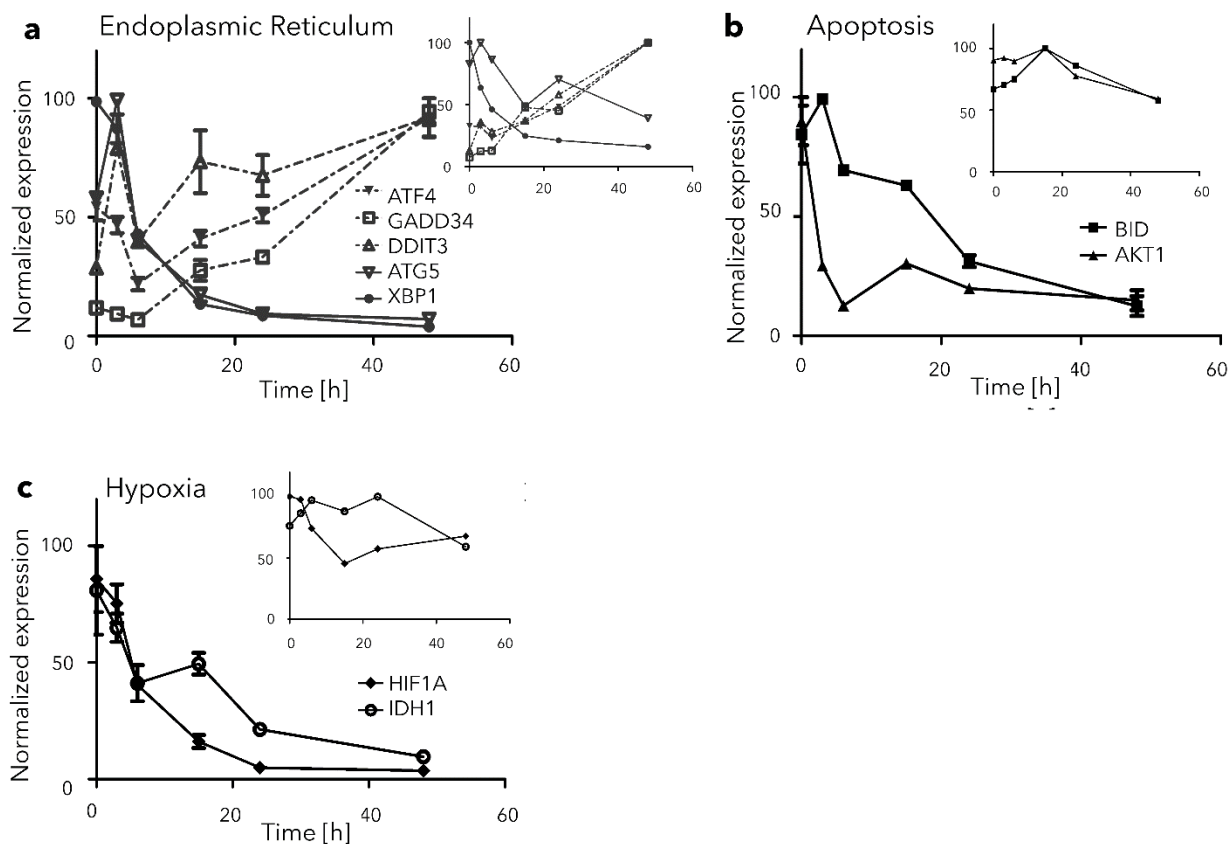 a Endoplasmic Reticulum
100
50
0
0 20 40 60
Normalized expression
Time [h]
ATF4
GADD34
DDIT3
ATG5
XBP1
100
50
0
0 20 40 60
b Apoptosis
100
50
0
0 20 40 60
Normalized expression
Time [h]
BID
AKT1
100
50
0
0 20 40 60
c Hypoxia
100
50
0
0 20 40 60
Normalized expression
Time [h]
HIF1A
IDH1
100
50
0
0 20 40 60